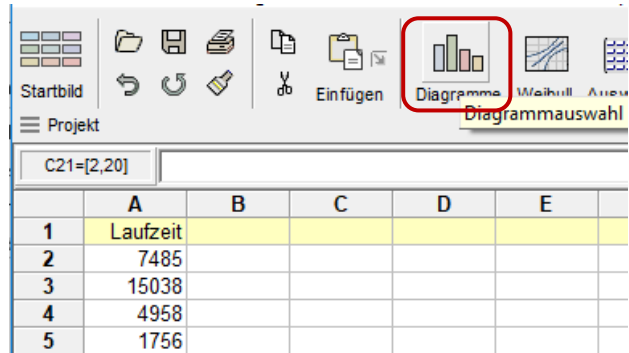 Startbild
Einfügen
Diagramme
Weibull
Diagrammauswahl
Projekt
C21=[2,20]
A B C D E
1 Laufzeit
2 7485
3 15038
4 4958
5 1756